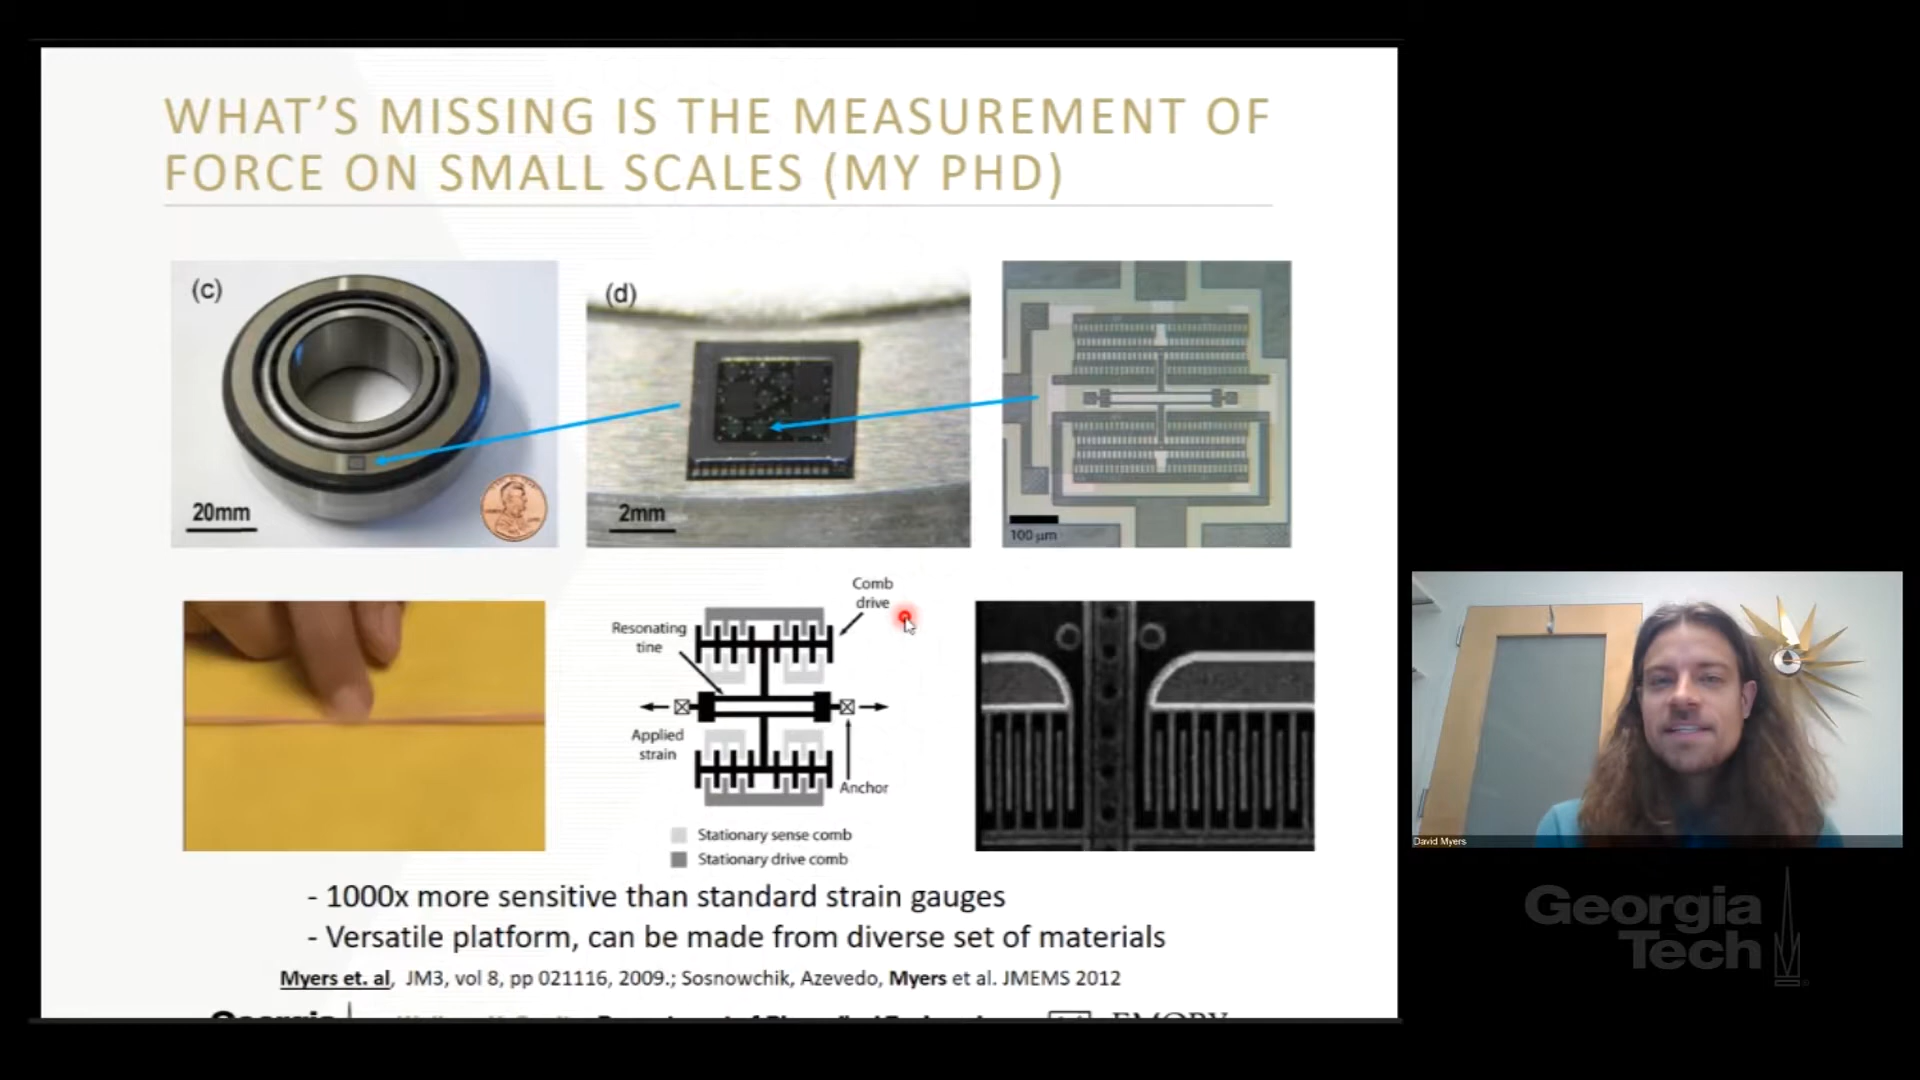 WHAT'S MISSING IS THE MEASUREMENT OF
FORCE ON SMALL SCALES (MY PHD)
(c)
20mm
(d)
2mm
100 µm
Comb
drive
Resonating
tine
Applied
strain
Anchor
Stationary sense comb
Stationary drive comb
- 1000x more sensitive than standard strain gauges
- Versatile platform, can be made from diverse set of materials
Myers et. al, JM3, vol 8, pp 021116, 2009.; Sosnowchik, Azevedo, Myers et al. JMEMS 2012
Georgia
EMORY
David Myers
Georgia
Tech